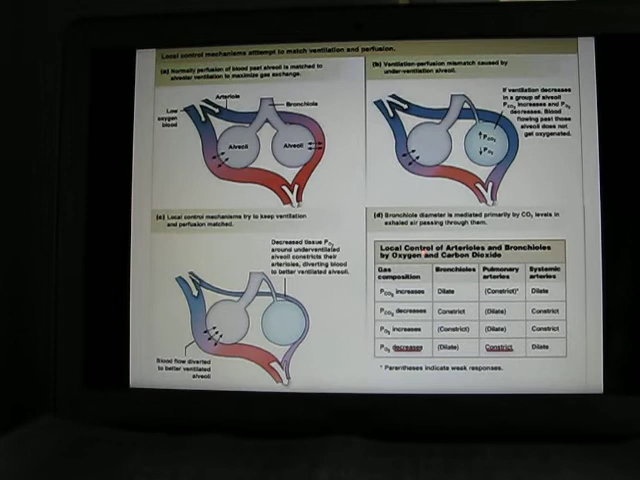 Local control mechanisms attempt to match ventilation and perfusion.
(a) Normally perfusion of blood past alveoli is matched to
alveolar ventilation to maximize gas exchange.
Arteriole
Bronchiole
Low
oxygen
blood
Alveoli
Alveoli
(b) Ventilation-perfusion mismatch caused by
under-ventilation alveoli.
If ventilation decreases
in a group of alveoli
PCO2 increases and PO2
decreases. Blood
flowing past those
alveoli does not
get oxygenated.
↑PCO2
↓PO2
(c) Local control mechanisms try to keep ventilation
and perfusion matched.
Decreased tissue PO2
around underventilated
alveoli constricts their
arterioles, diverting blood
to better ventilated alveoli.
Blood flow diverted
to better ventilated
alveoli
(d) Bronchiole diameter is mediated primarily by CO2 levels in
exhaled air passing through them.
Local Control of Arterioles and Bronchioles
by Oxygen and Carbon Dioxide
Gas composition Bronchioles Pulmonary arteries Systemic arteries
PCO2 increases Dilate (Constrict)* Dilate
PCO2 decreases Constrict (Dilate) Constrict
PO2 increases (Constrict) (Dilate) Constrict
PO2 decreases (Dilate) Constrict Dilate
* Parentheses indicate weak responses.